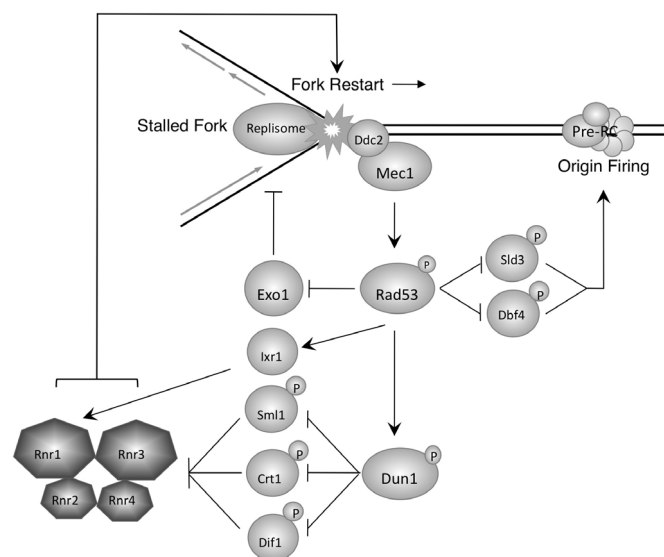 Fork Restart
Stalled Fork
Replisome
Ddc2
Mec1
Pre-RC
Origin Firing
P
Sld3
P
Rad53
Exo1
P
Dbf4
Ixr1
P
Sml1
Rnr1
Rnr3
P
Crt1
P
Dun1
Rnr2
Rnr4
P
Dif1